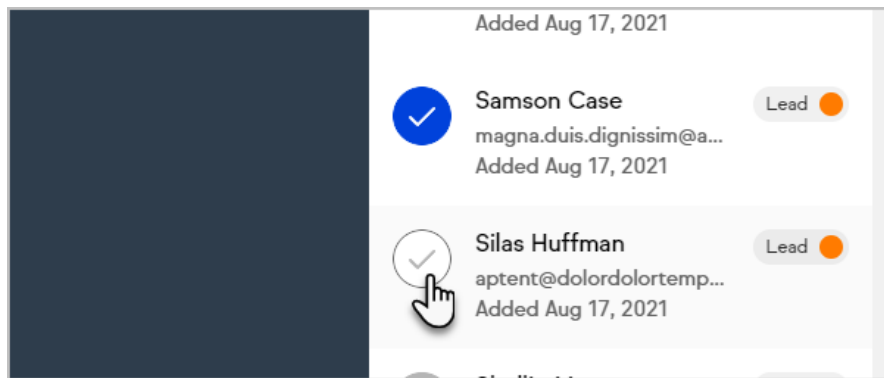 Added Aug 17, 2021
Samson Case
Lead
magna.duis.dignissim@a...
Added Aug 17, 2021
Silas Huffman
Lead
aptent@dolordolortemp...
Added Aug 17, 2021